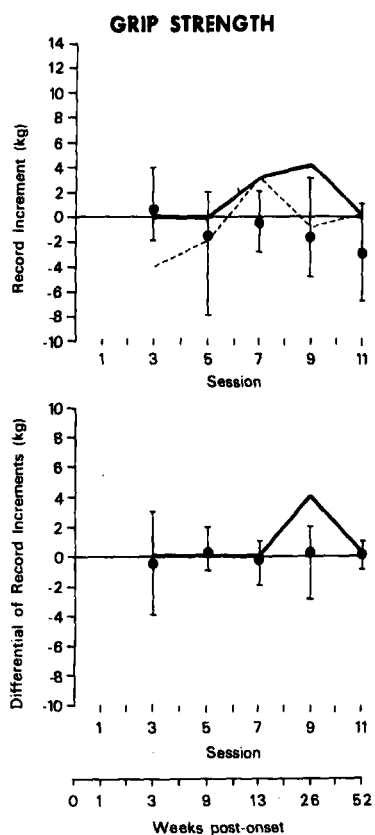 GRIP STRENGTH
14
12
10
8
6
4
2
0
-2
-4
-6
-8
-10
Record Increment (kg)
1 3 5 7 9 11
Session
10
8
6
4
2
0
-2
-4
-6
-8
-10
Differential of Record Increments (kg)
1 3 5 7 9 11
Session
0 1 3 9 13 26 52
Weeks post-onset